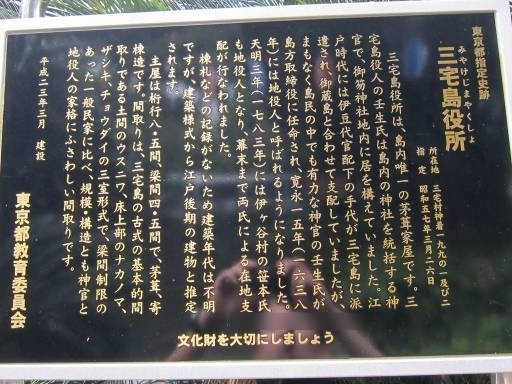 東京都指定史跡
みやけじまやくしょ
三宅島役所
所在地 三宅村神着一九九の一及び二
指定 昭和五七年三月二六日
三宅島役所は、島内唯一の茅葺家屋です。三
宅島役人の壬生氏は島内の神社を統括する神
官で、御笏神社地内に居を構えていました。江
戸時代には伊豆代官配下の手代が三宅島に派
遣され、御蔵島と合わせて支配していましたが、
まもなく島民の中でも有力な神官の壬生氏が
島方取締役に任命され、寛永一五年(一六三八
年)には地役人と呼ばれるようになりました。
天明三年(一七八三年)には伊ヶ谷村の笹本氏
も地役人となり、幕末まで両氏による在地支
配が行なわれました。
棟札などの記録がないため建築年代は不明
ですが、建築様式から江戸後期の建物と推定
されます。
主屋は桁行八・五間、梁間四・五間で、茅葺、寄
棟造です。間取りは、三宅島の古式の基本的間
取りである土間のウスニワ、床上部のナカノマ、
ザシキ、チョウダイの三室形式で、梁間制限の
あった一般民家に比べ、規模・構造とも神官と
地役人の家格にふさわしい間取りです。
平成一三年三月 建設
東京都教育委員会
文化財を大切にしましょう